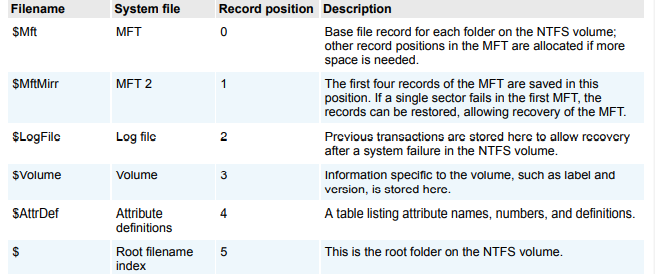 Filename System file Record position Description
$Mft MFT 0 Base file record for each folder on the NTFS volume;
other record positions in the MFT are allocated if more
space is needed.
$MftMirr MFT 2 1 The first four records of the MFT are saved in this
position. If a single sector fails in the first MFT, the
records can be restored, allowing recovery of the MFT.
$LogFile Log file 2 Previous transactions are stored here to allow recovery
after a system failure in the NTFS volume.
$Volume Volume 3 Information specific to the volume, such as label and
version, is stored here.
$AttrDef Attribute 4 A table listing attribute names, numbers, and definitions.
definitions
$ Root filename 5 This is the root folder on the NTFS volume.
index